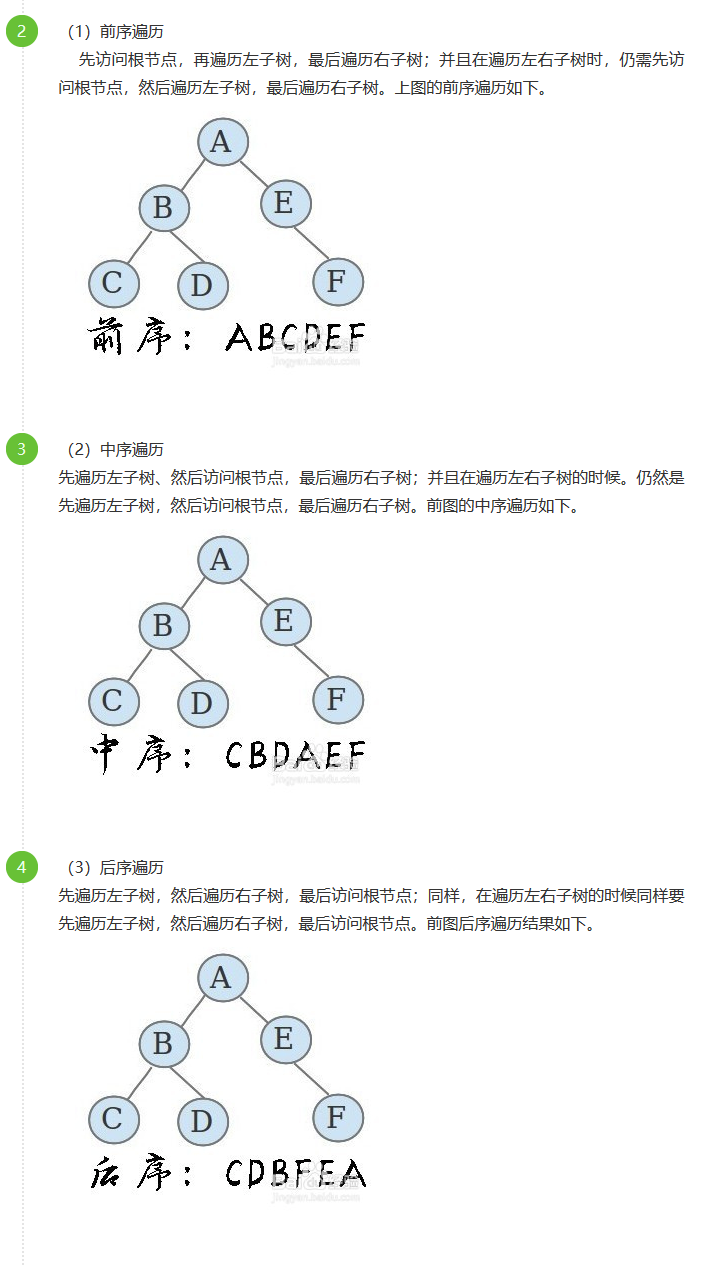 2
（1）前序遍历
先访问根节点，再遍历左子树，最后遍历右子树；并且在遍历左右子树时，仍需先访
问根节点，然后遍历左子树，最后遍历右子树。上图的前序遍历如下。
A
B
E
C
D
F
前序：ABCDEF
jingyan.baidu.com
3
（2）中序遍历
先遍历左子树、然后访问根节点，最后遍历右子树；并且在遍历左右子树的时候。仍然是
先遍历左子树，然后访问根节点，最后遍历右子树。前图的中序遍历如下。
A
B
E
C
D
F
中序：CBDAEF
jingyan.baidu.com
4
（3）后序遍历
先遍历左子树，然后遍历右子树，最后访问根节点；同样，在遍历左右子树的时候同样要
先遍历左子树，然后遍历右子树，最后访问根节点。前图后序遍历结果如下。
A
B
E
C
D
F
后序：CDBFEA
jingyan.baidu.com